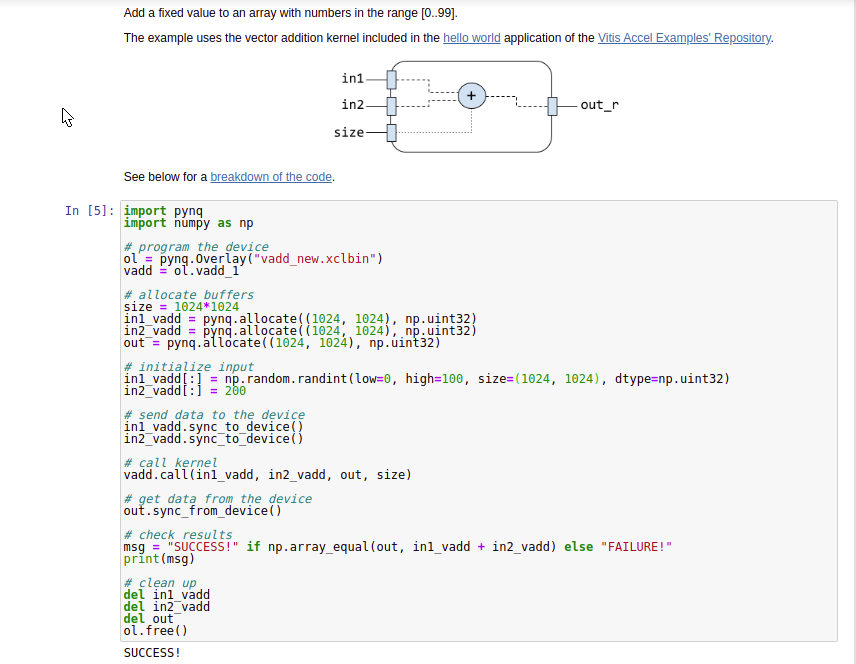 Add a fixed value to an array with numbers in the range [0..99].
The example uses the vector addition kernel included in the hello world application of the Vitis Accel Examples' Repository.
in1
in2
size
+
out_r
See below for a breakdown of the code.
In [5]:
import pynq
import numpy as np
# program the device
ol = pynq.Overlay("vadd_new.xclbin")
vadd = ol.vadd_1
# allocate buffers
size = 1024*1024
in1_vadd = pynq.allocate((1024, 1024), np.uint32)
in2_vadd = pynq.allocate((1024, 1024), np.uint32)
out = pynq.allocate((1024, 1024), np.uint32)
# initialize input
in1_vadd[:] = np.random.randint(low=0, high=100, size=(1024, 1024), dtype=np.uint32)
in2_vadd[:] = 200
# send data to the device
in1_vadd.sync_to_device()
in2_vadd.sync_to_device()
# call kernel
vadd.call(in1_vadd, in2_vadd, out, size)
# get data from the device
out.sync_from_device()
# check results
msg = "SUCCESS!" if np.array_equal(out, in1_vadd + in2_vadd) else "FAILURE!"
print(msg)
# clean up
del in1_vadd
del in2_vadd
del out
ol.free()
SUCCESS!